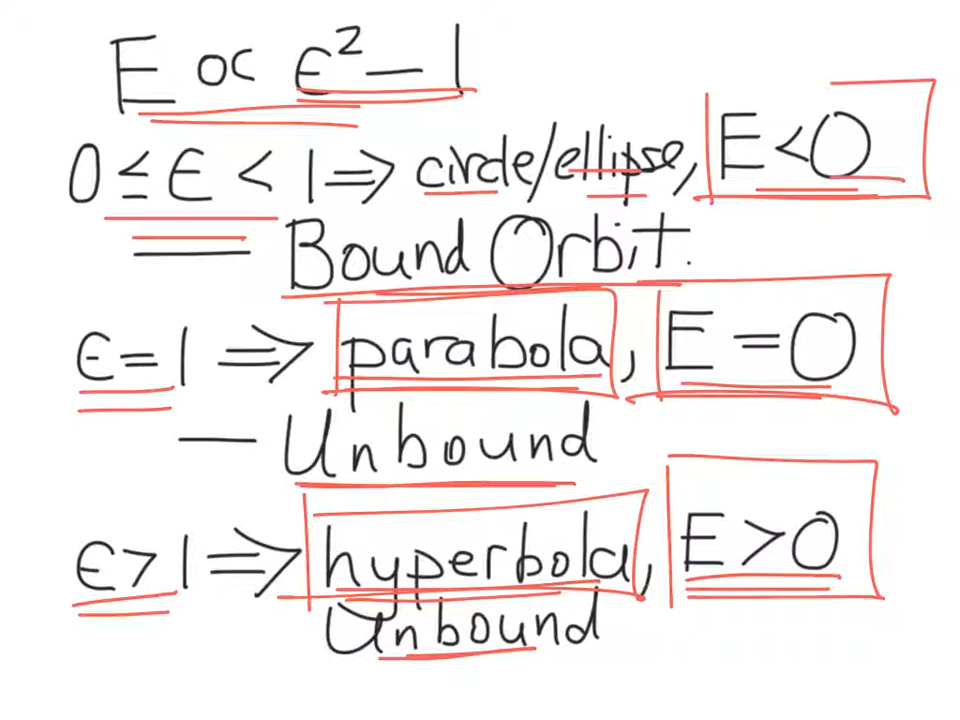 E ∝ ϵ² – 1
0 ≤ ϵ < 1 ⇒ circle/ellipse, E < 0
— Bound Orbit.
ϵ = 1 ⇒ parabola, E = 0
— Unbound
ϵ > 1 ⇒ hyperbola, E > 0
Unbound